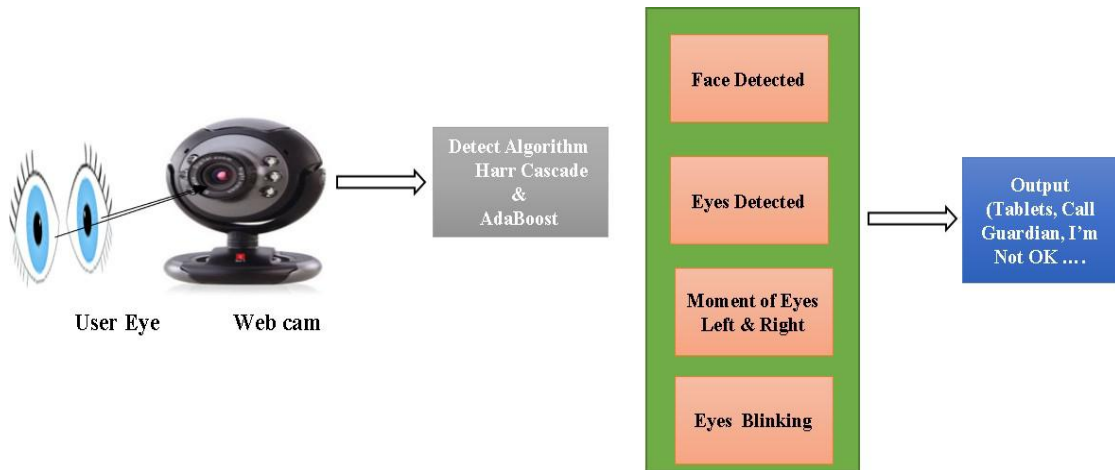 User Eye
Web cam
Detect Algorithm
Harr Cascade
&
AdaBoost
Face Detected
Eyes Detected
Moment of Eyes
Left & Right
Eyes Blinking
Output
(Tablets, Call
Guardian, I'm
Not OK ....